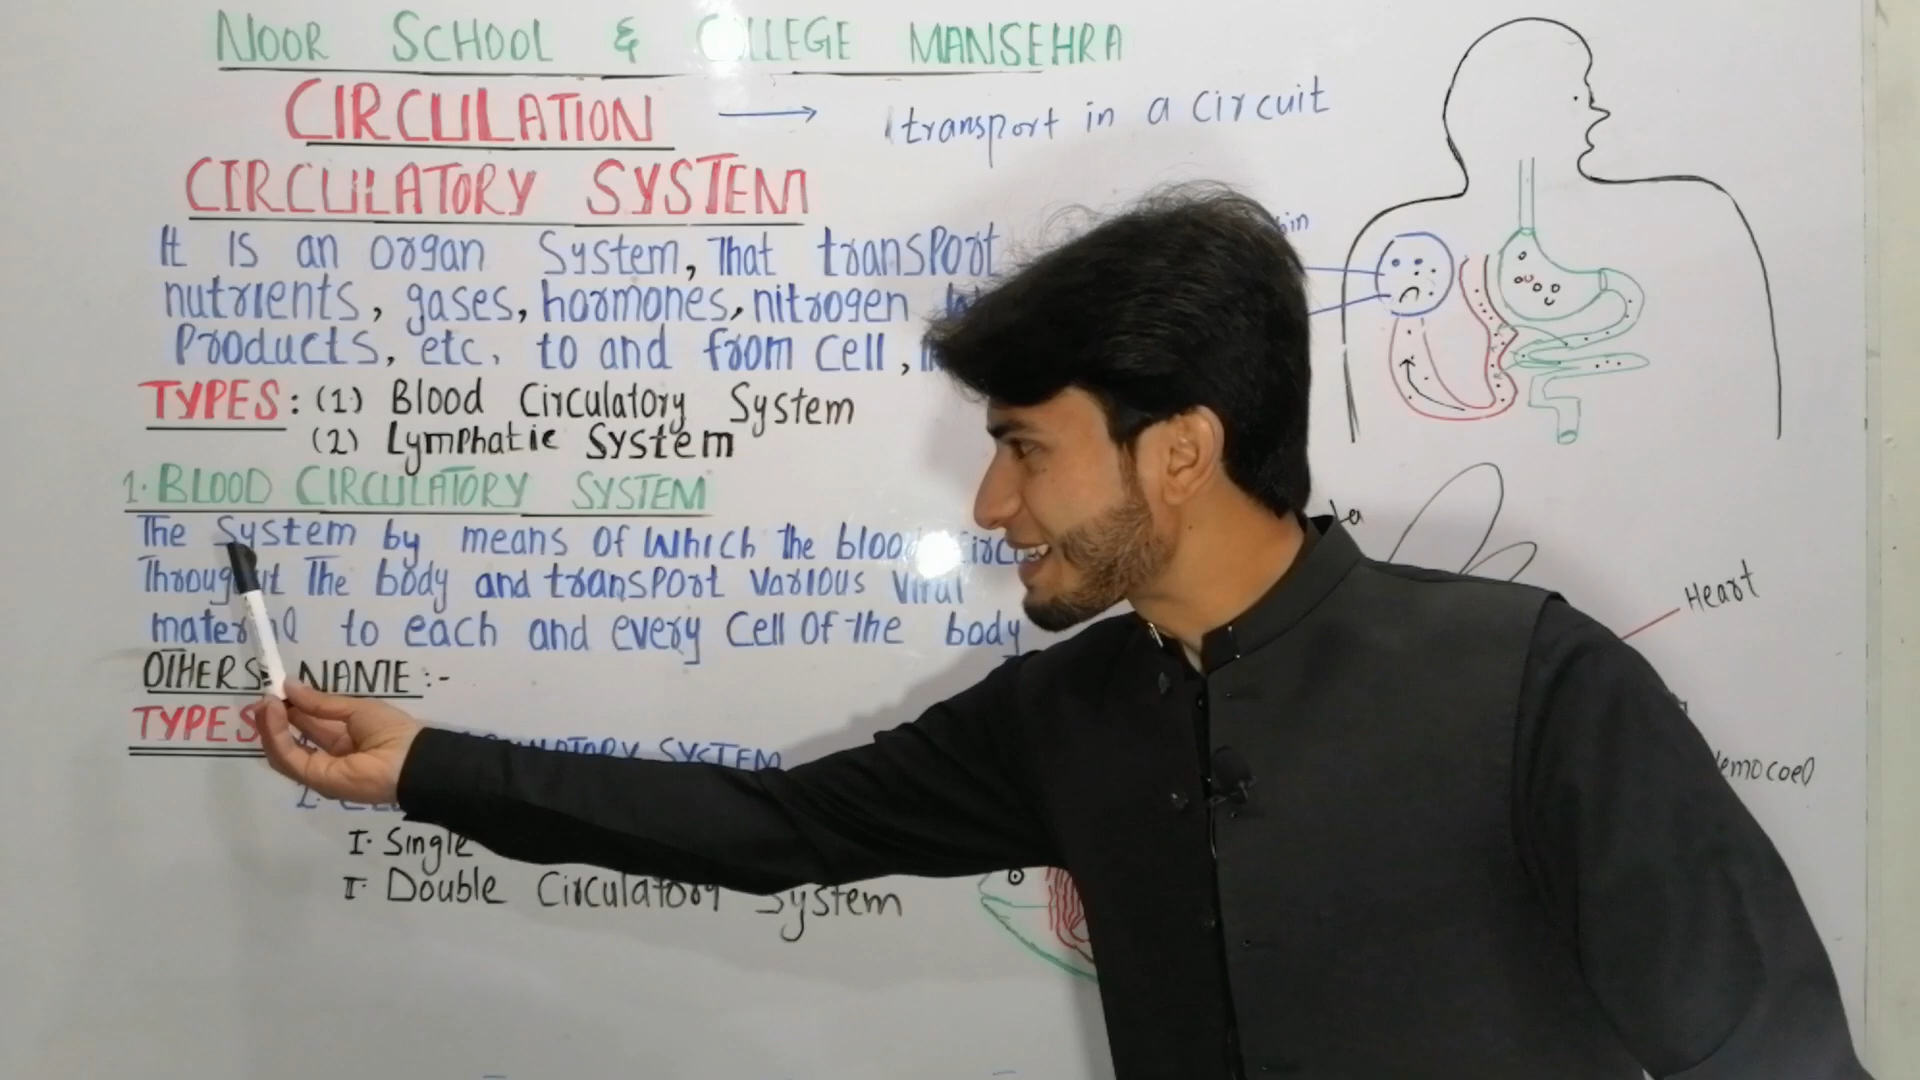 NOOR SCHOOL & COLLEGE MANSEHRA
CIRCULATION → transport in a circuit
CIRCULATORY SYSTEM
It IS an organ System, That transport
nutrients, gases, hormones, nitrogen
Products, etc, to and from cell,
TYPES: (1) Blood Circulatory System
(2) Lymphatic System
1. BLOOD CIRCULATORY SYSTEM
The System by means of Which the blood
Throughout The body and transport Various Vital
material to each and every Cell Of the body
OTHERS NAME :-
TYPES
SYSTEM
I. Single
I. Double Circulatory System
Heart